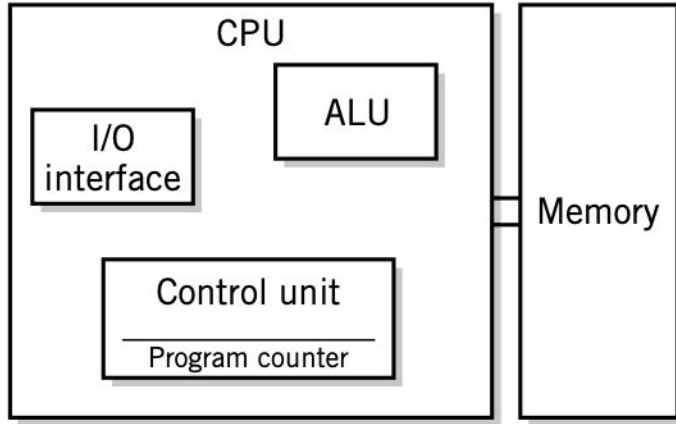 CPU
ALU
I/O
interface
Memory
Control unit
Program counter